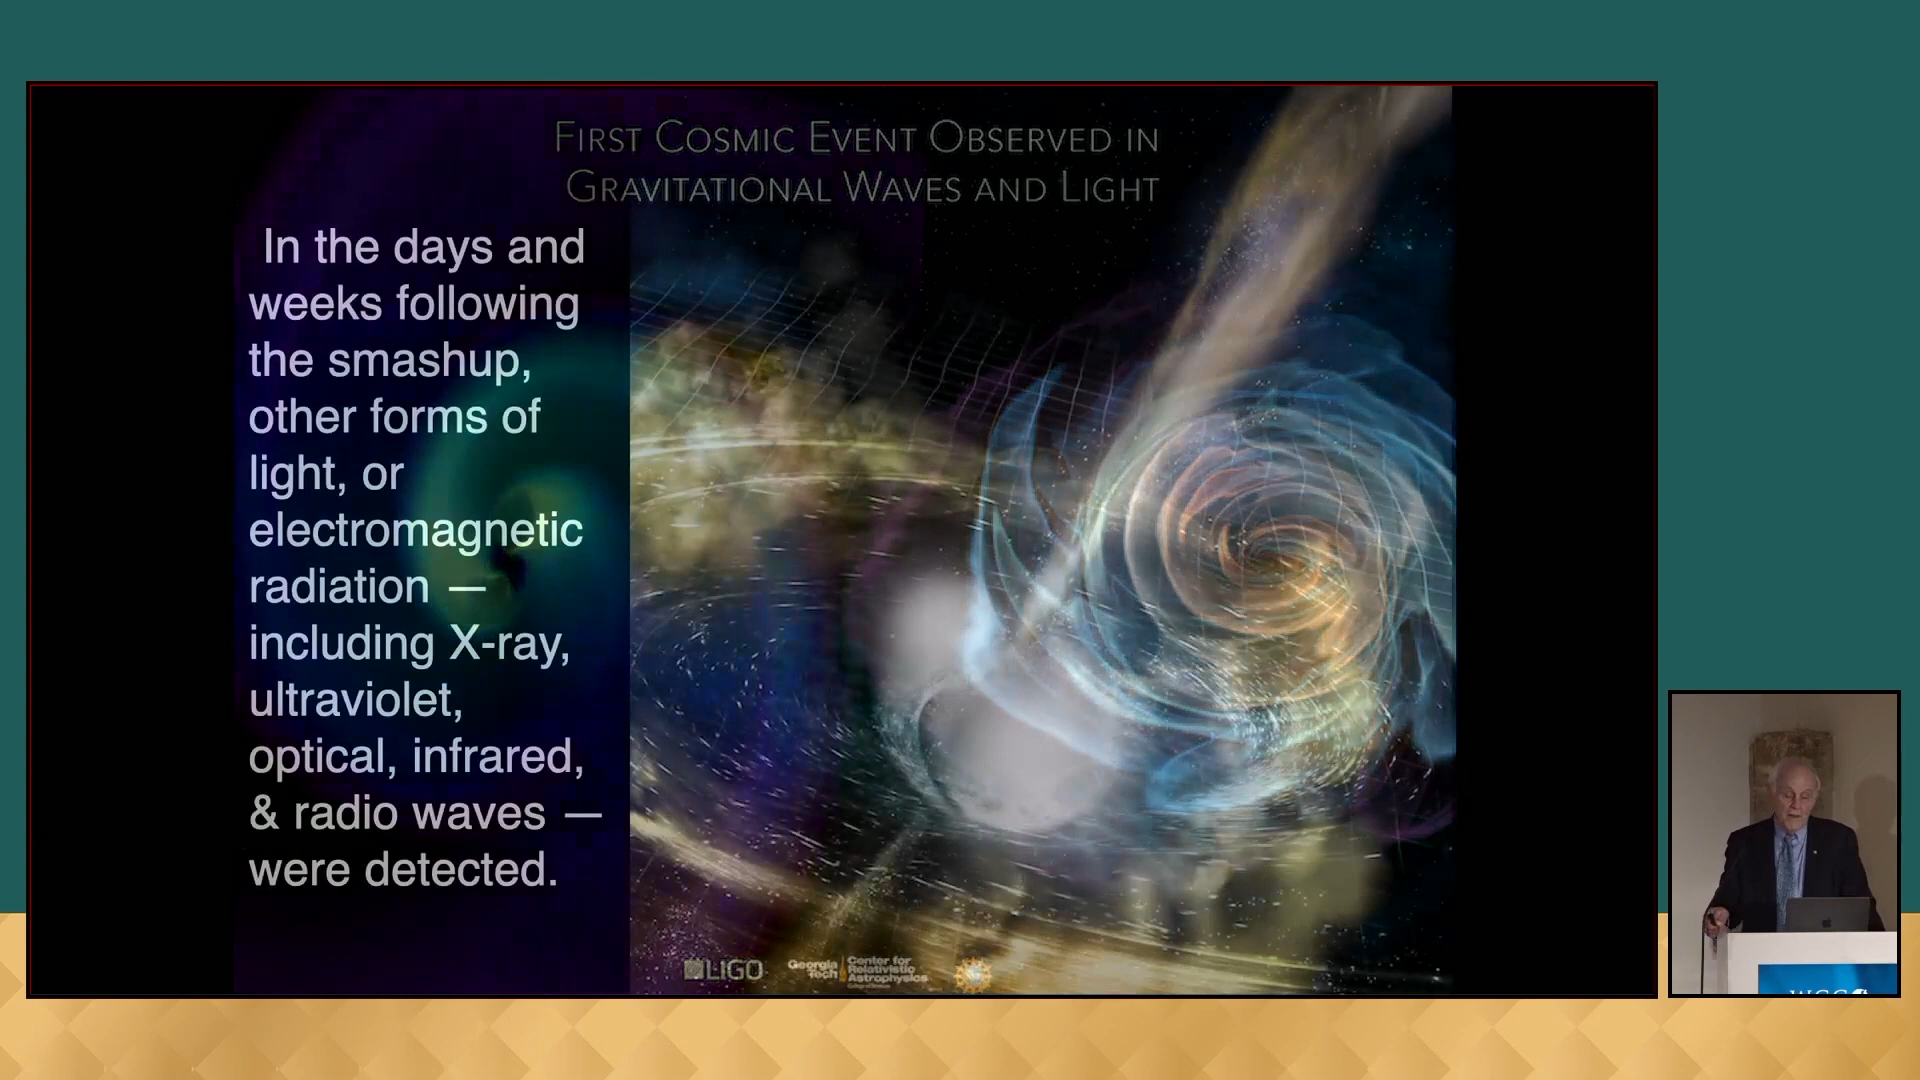 FIRST COSMIC EVENT OBSERVED IN
GRAVITATIONAL WAVES AND LIGHT
In the days and
weeks following
the smashup,
other forms of
light, or
electromagnetic
radiation —
including X-ray,
ultraviolet,
optical, infrared,
& radio waves —
were detected.
LIGO
Georgia Tech
Center for
Relativistic
Astrophysics